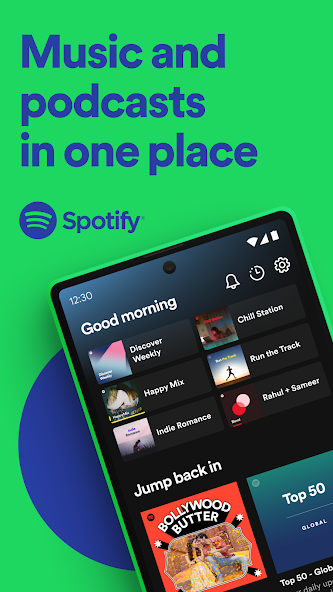 Music and
podcasts
in one place
Spotify®
12:30
Good morning
Discover
Weekly
Chill Station
Happy Mix
Run the Track
Indie Romance
Rahul + Sameer
Jump back in
BOLLYWOOD
BUTTER
Top 50
GLOBAL
Top 50 - Glob
r daily up